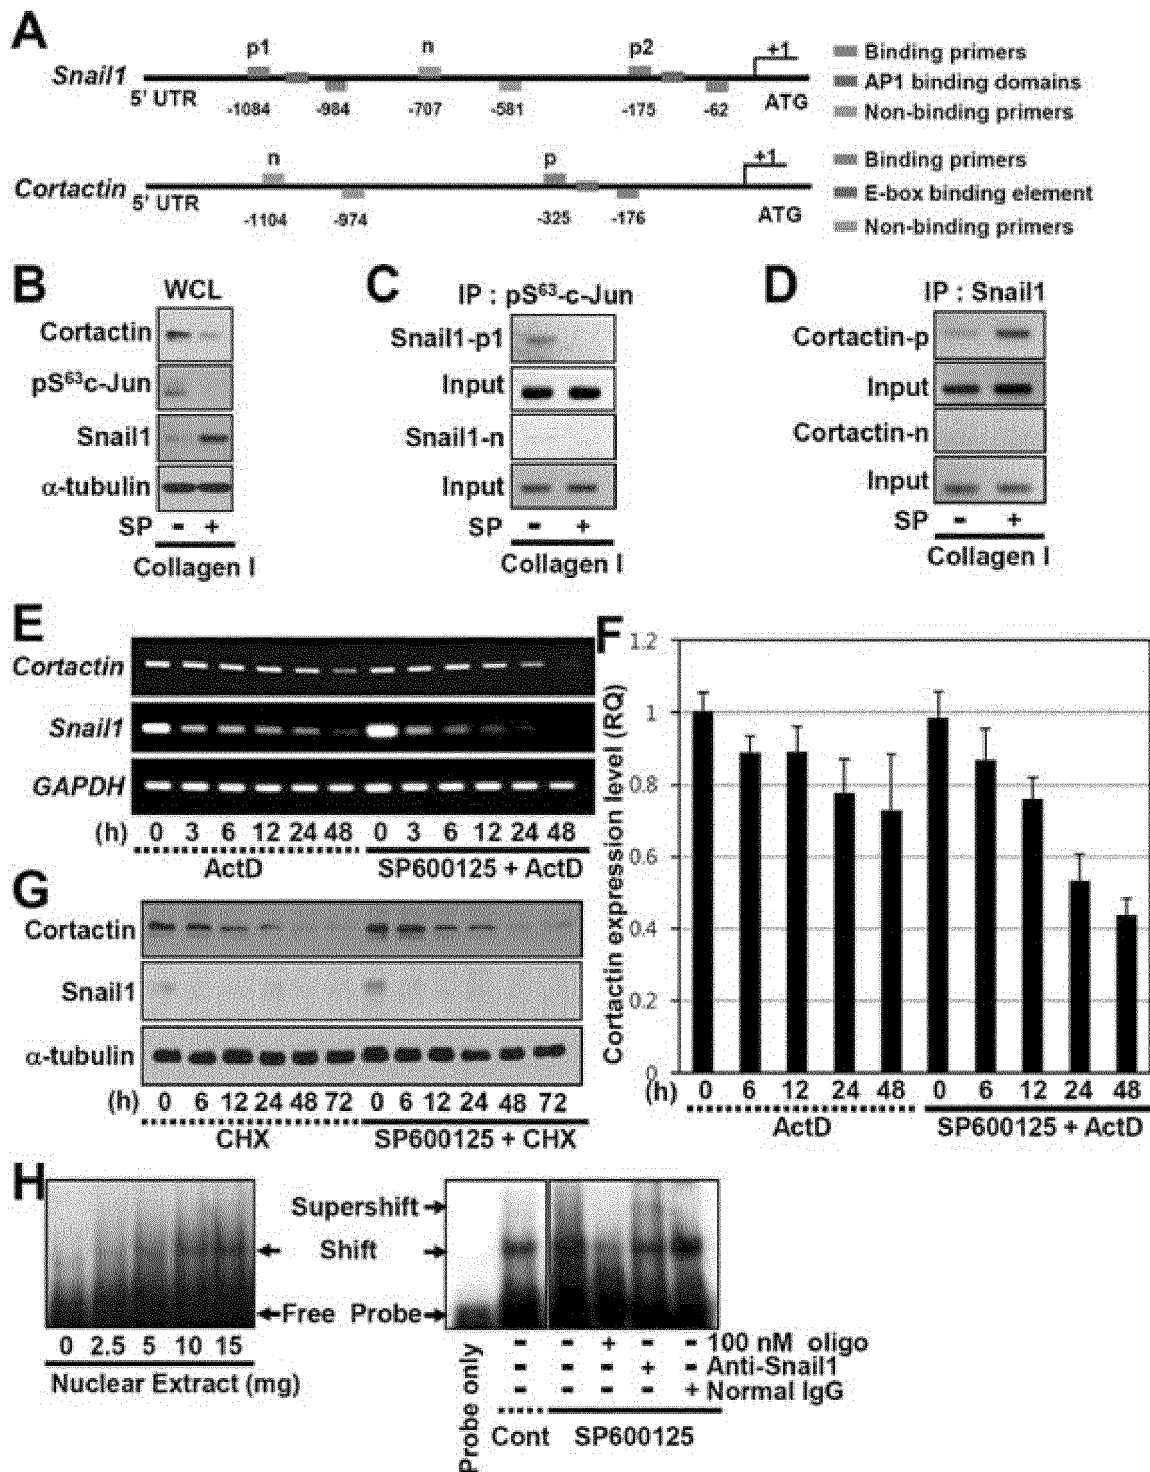 A
p1 n p2 +1
Snail1
5' UTR ATG
-1084 -984 -707 -581 -175 -62
Binding primers
AP1 binding domains
Non-binding primers
n p +1
Cortactin
5' UTR ATG
-1104 -974 -325 -176
Binding primers
E-box binding element
Non-binding primers
B
WCL
Cortactin
pS63c-Jun
Snail1
α-tubulin
SP - +
Collagen I
C
IP : pS63-c-Jun
Snail1-p1
Input
Snail1-n
Input
SP - +
Collagen I
D
IP : Snail1
Cortactin-p
Input
Cortactin-n
Input
SP - +
Collagen I
E
Cortactin
Snail1
GAPDH
(h) 0 3 6 12 24 48 0 3 6 12 24 48
ActD SP600125 + ActD
F
Cortactin expression level (RQ)
1.2
1
0.8
0.6
0.4
0.2
0
(h) 0 6 12 24 48 0 6 12 24 48
ActD SP600125 + ActD
G
Cortactin
Snail1
α-tubulin
(h) 0 6 12 24 48 72 0 6 12 24 48 72
CHX SP600125 + CHX
H
Supershift
Shift
Free Probe
0 2.5 5 10 15
Nuclear Extract (mg)
- - + - - 100 nM oligo
- - - + - Anti-Snail1
- - - - + Normal IgG
Probe only
Cont SP600125